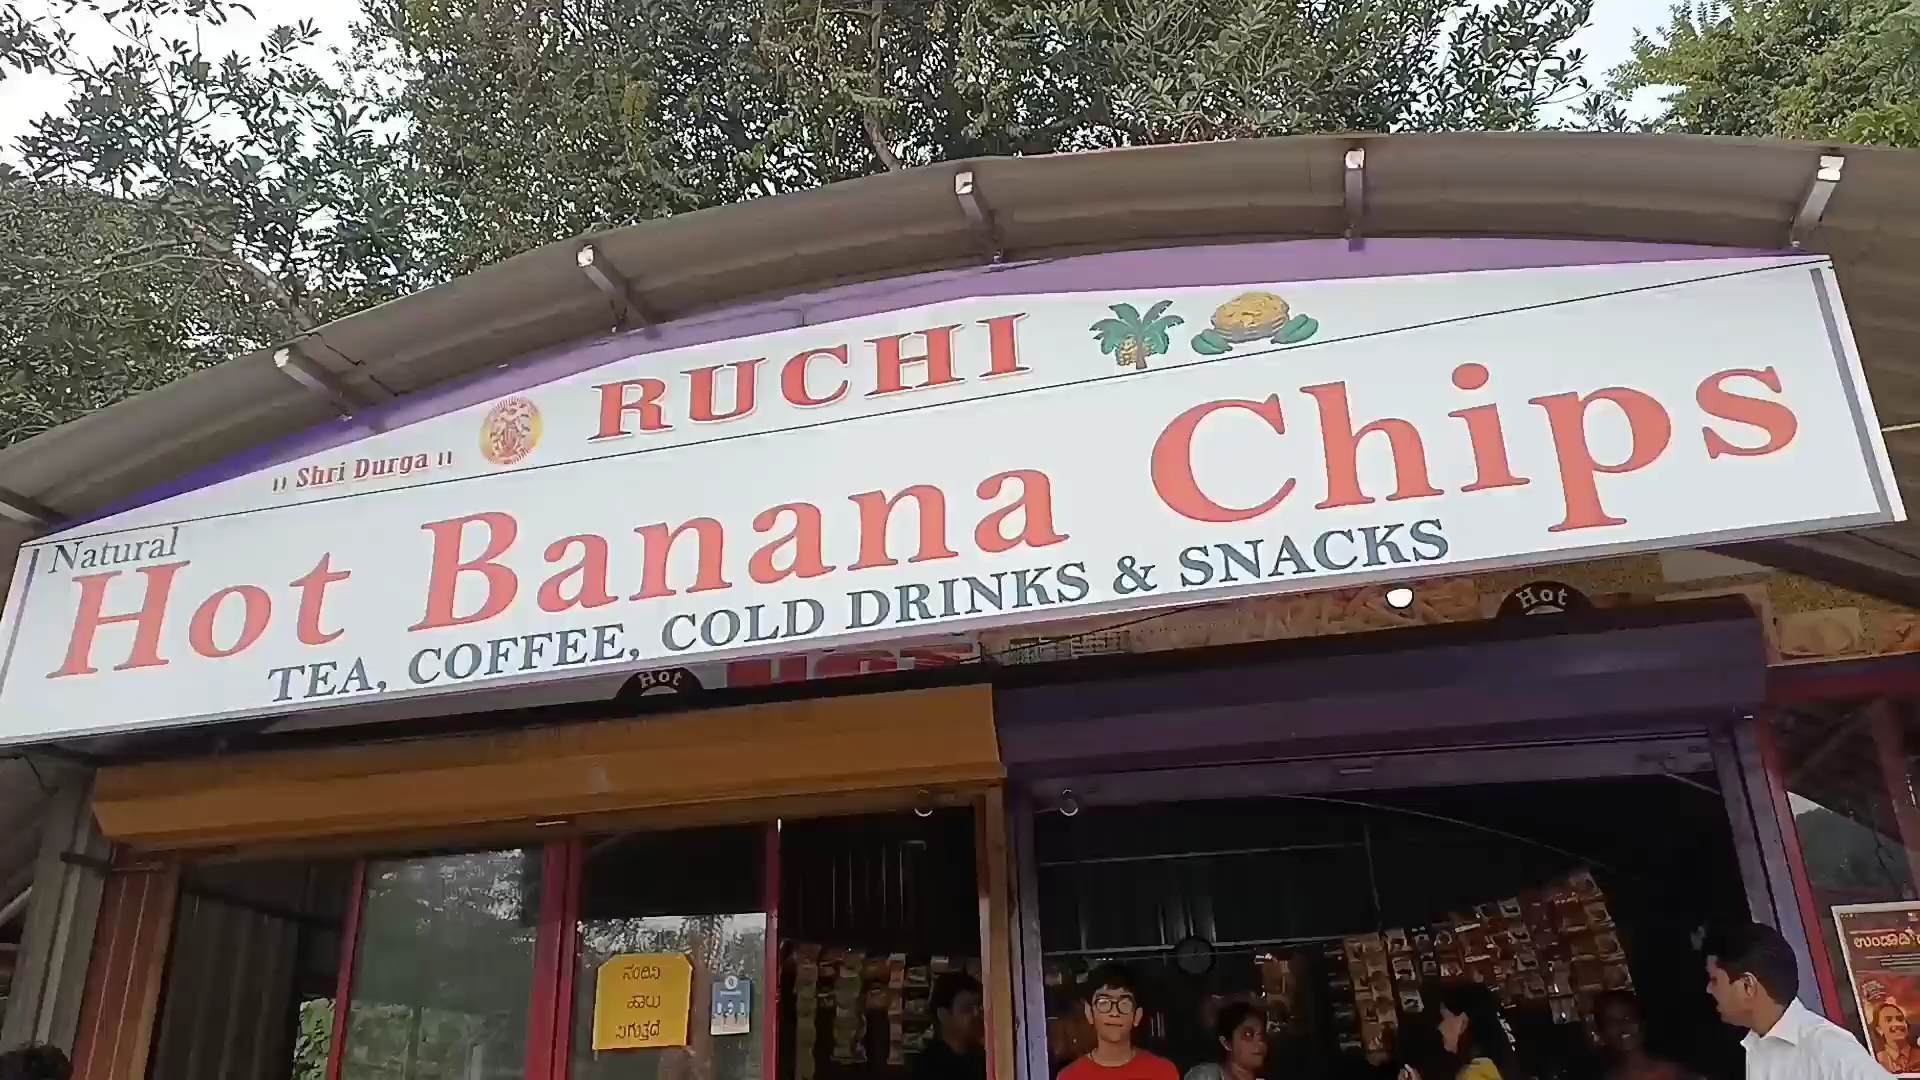 RUCHI
॥ Shri Durga ॥
Natural
Hot Banana Chips
TEA, COFFEE, COLD DRINKS & SNACKS
Hot
Hot
ನಂದಿನಿ
ಹಾಲು
ಸಿಗುತ್ತದೆ